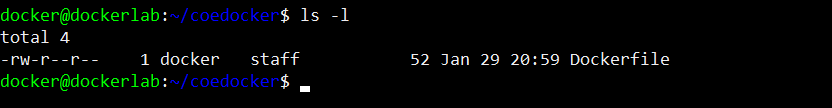 docker@dockerlab:~/coedocker$ ls -l
total 4
-rw-r--r--    1 docker   staff           52 Jan 29 20:59 Dockerfile
docker@dockerlab:~/coedocker$